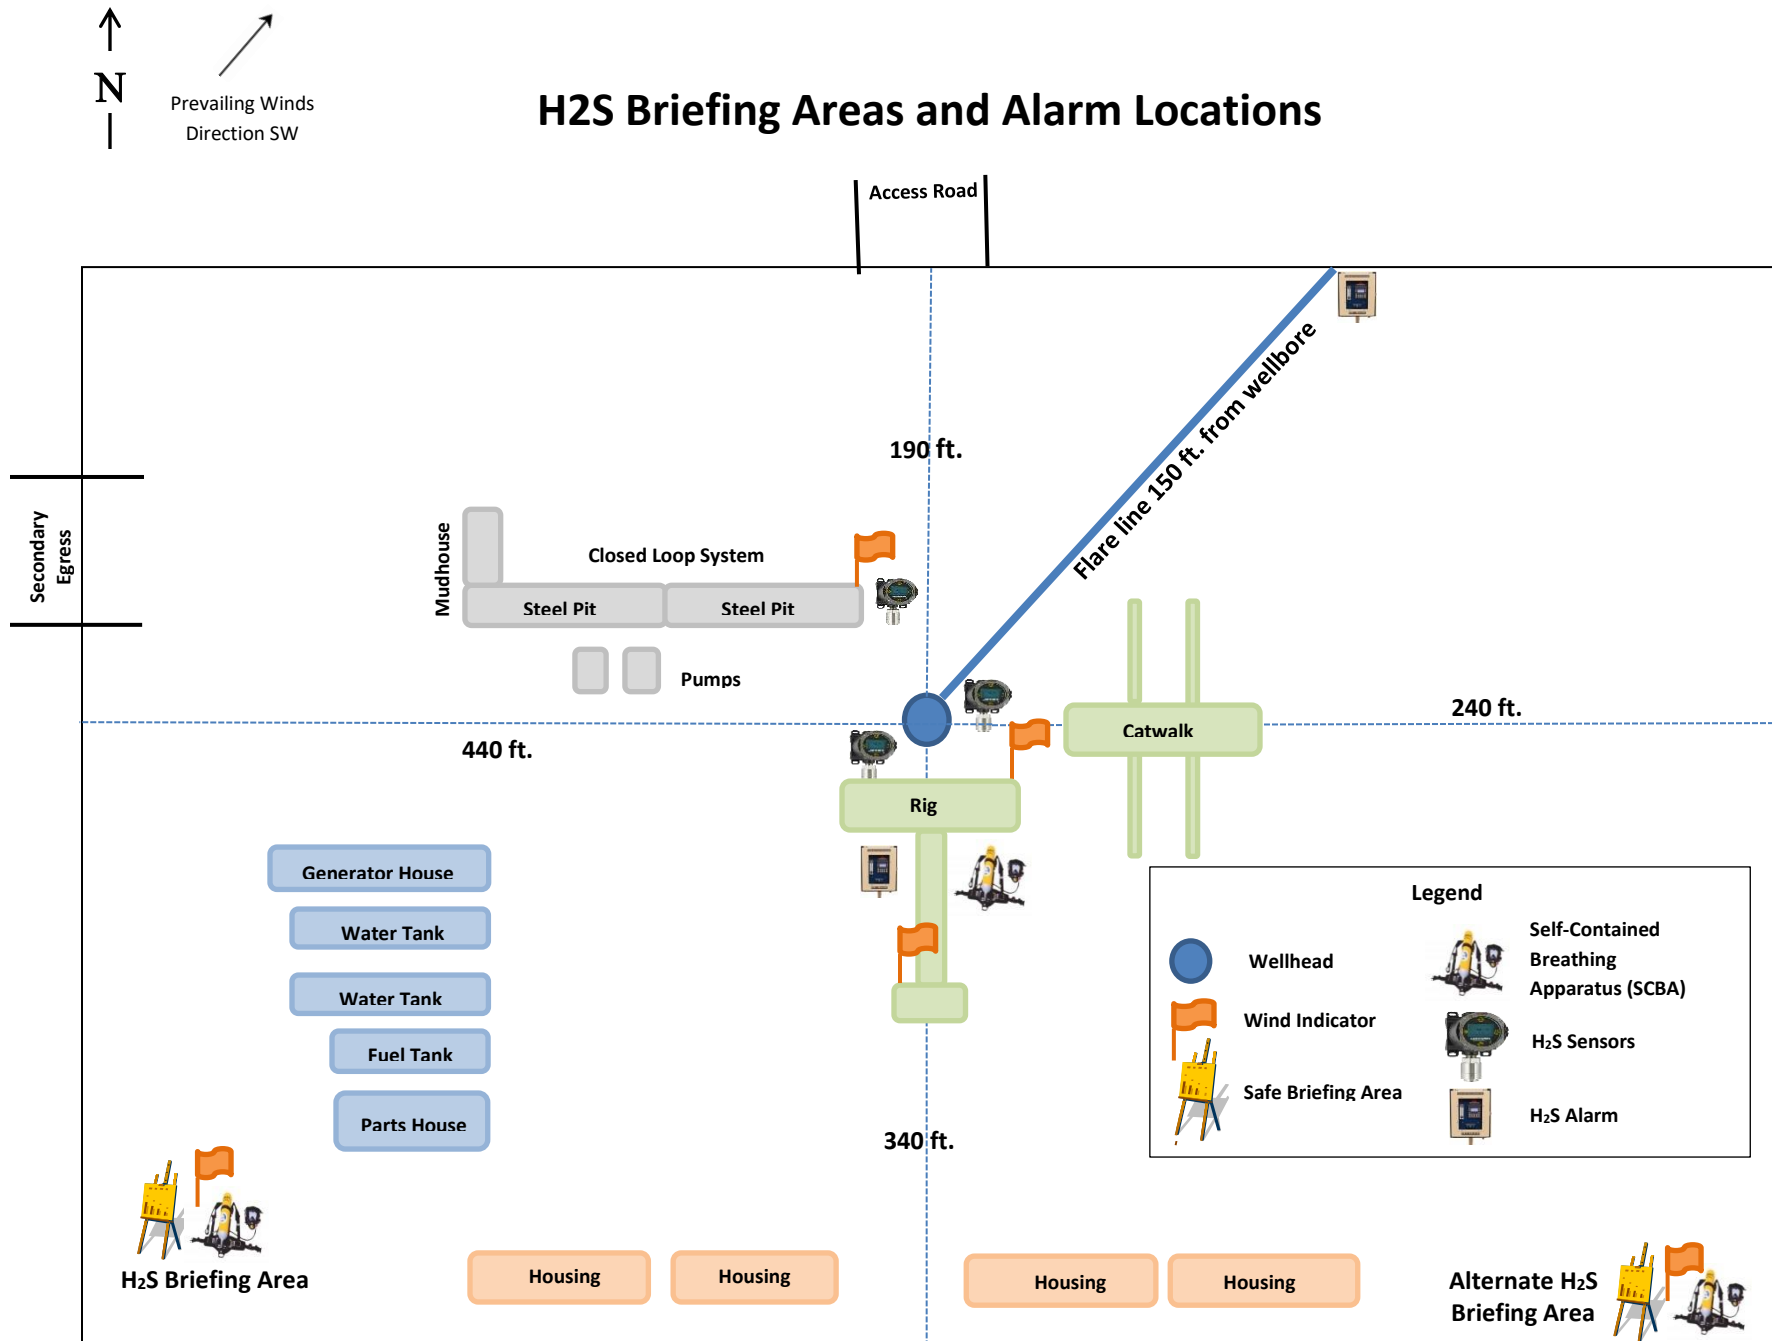 N
Prevailing Winds
Direction SW
H2S Briefing Areas and Alarm Locations
Access Road
190 ft.
Flare line 150 ft. from wellbore
Secondary
Egress
Mudhouse
Closed Loop System
Steel Pit
Steel Pit
Pumps
440 ft.
240 ft.
Catwalk
Rig
Generator House
Water Tank
Water Tank
Fuel Tank
Parts House
340 ft.
Legend
Wellhead
Wind Indicator
Safe Briefing Area
Self-Contained
Breathing
Apparatus (SCBA)
H2S Sensors
H2S Alarm
H2S Briefing Area
Housing
Housing
Housing
Housing
Alternate H2S
Briefing Area